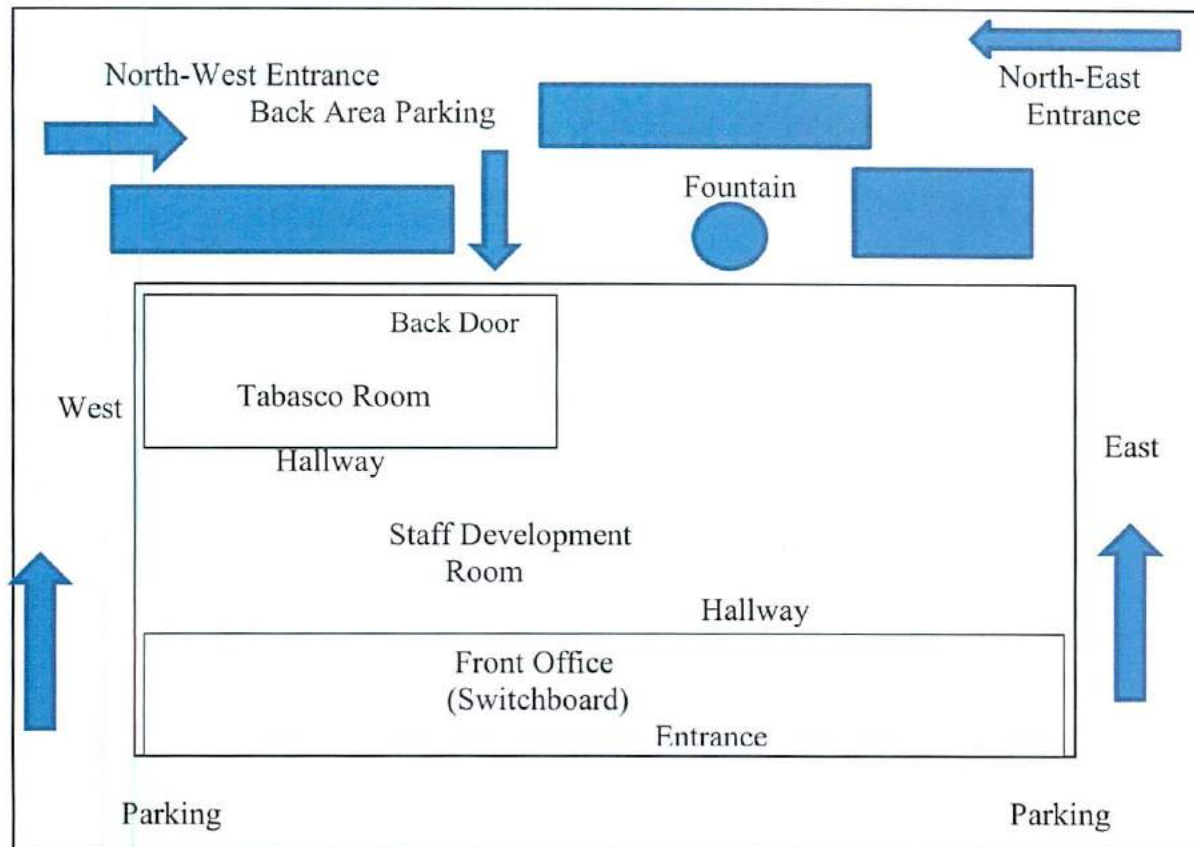 North-West Entrance
Back Area Parking
North-East
Entrance
Fountain
Back Door
Tabasco Room
West
Hallway
East
Staff Development
Room
Hallway
Front Office
(Switchboard)
Entrance
Parking
Parking